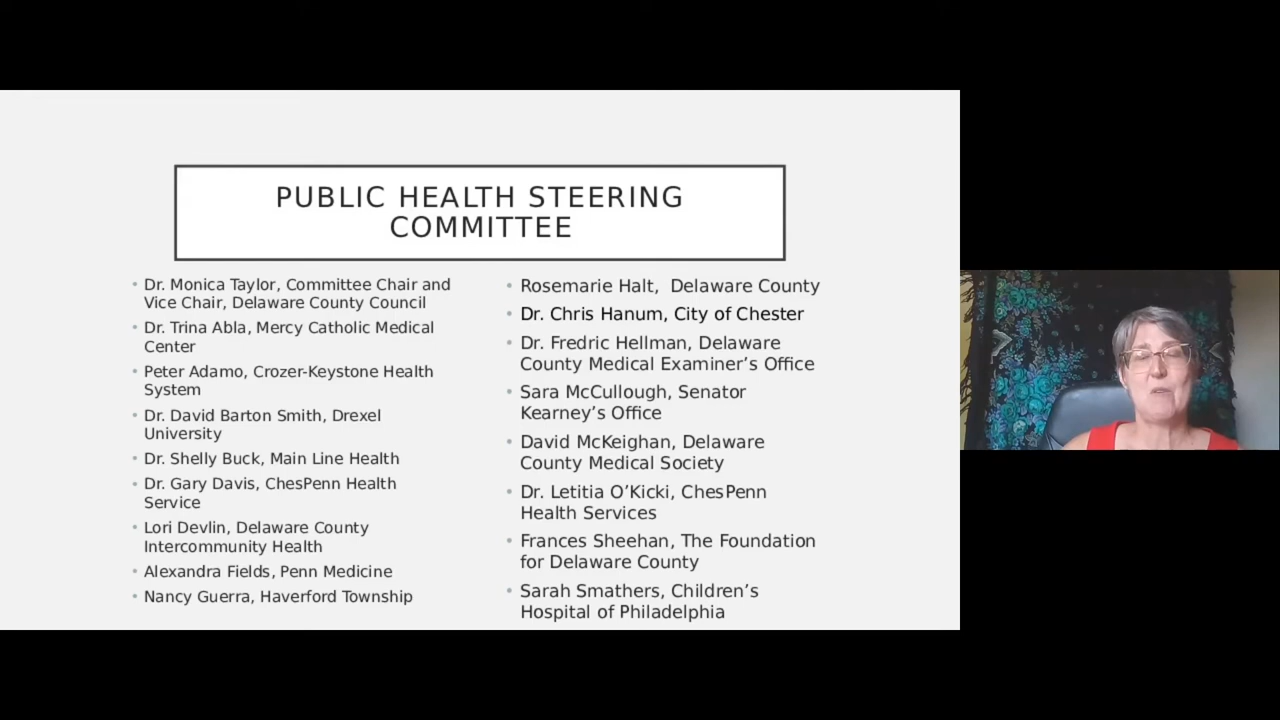 PUBLIC HEALTH STEERING
COMMITTEE
• Dr. Monica Taylor, Committee Chair and
Vice Chair, Delaware County Council
• Dr. Trina Abla, Mercy Catholic Medical
Center
• Peter Adamo, Crozer-Keystone Health
System
• Dr. David Barton Smith, Drexel
University
• Dr. Shelly Buck, Main Line Health
• Dr. Gary Davis, ChesPenn Health
Service
• Lori Devlin, Delaware County
Intercommunity Health
• Alexandra Fields, Penn Medicine
• Nancy Guerra, Haverford Township
• Rosemarie Halt,  Delaware County
• Dr. Chris Hanum, City of Chester
• Dr. Fredric Hellman, Delaware
County Medical Examiner’s Office
• Sara McCullough, Senator
Kearney’s Office
• David McKeighan, Delaware
County Medical Society
• Dr. Letitia O’Kicki, ChesPenn
Health Services
• Frances Sheehan, The Foundation
for Delaware County
• Sarah Smathers, Children’s
Hospital of Philadelphia